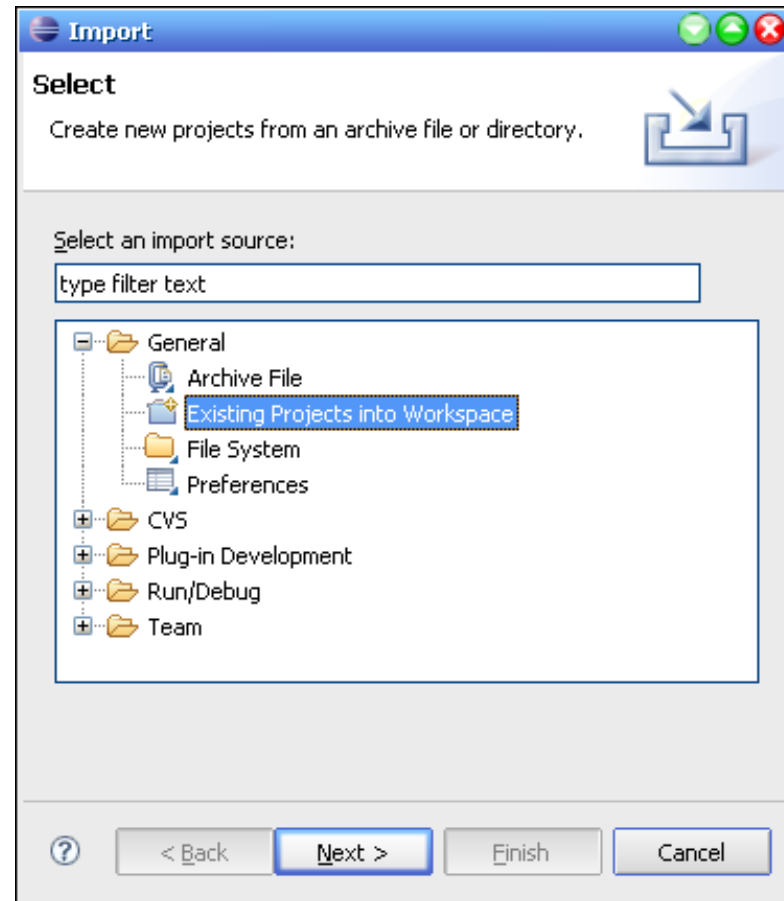 Import
Select
Create new projects from an archive file or directory.
Select an import source:
type filter text
General
Archive File
Existing Projects into Workspace
File System
Preferences
CVS
Plug-in Development
Run/Debug
Team
? < Back Next > Finish Cancel